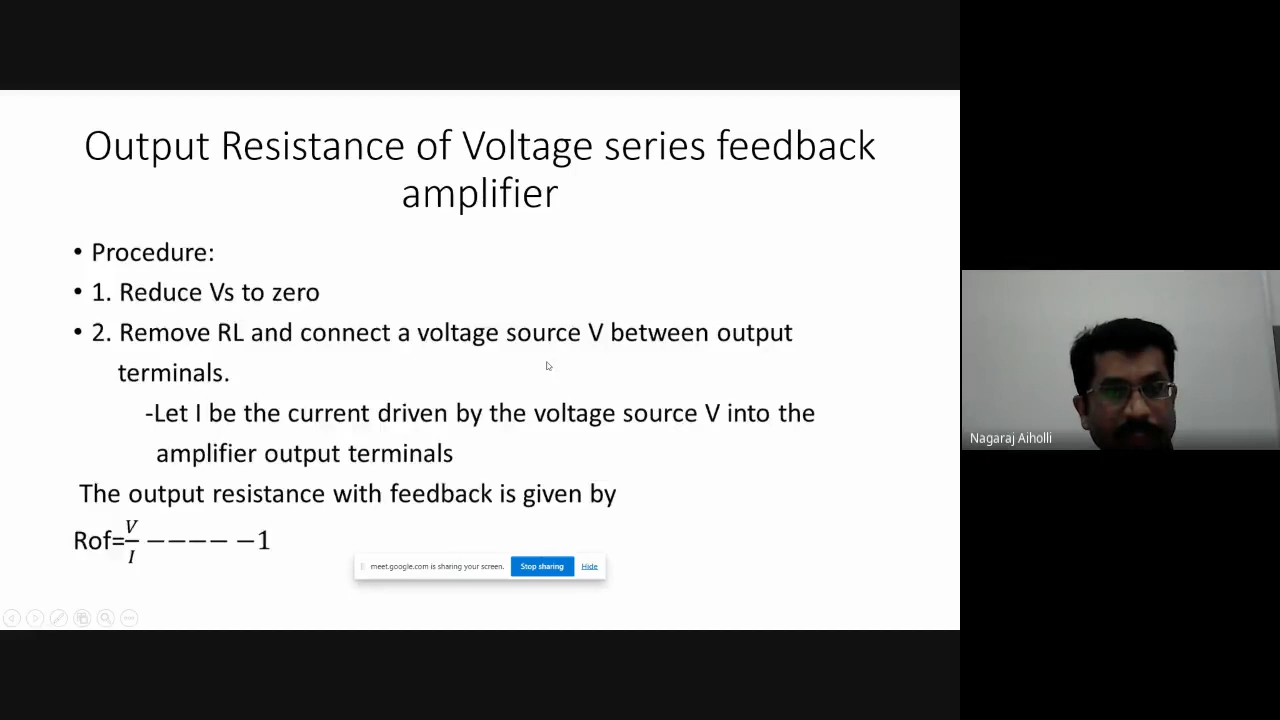 Output Resistance of Voltage series feedback
amplifier
• Procedure:
• 1. Reduce Vs to zero
• 2. Remove RL and connect a voltage source V between output
terminals.
-Let I be the current driven by the voltage source V into the
amplifier output terminals
The output resistance with feedback is given by
Rof=V/I −−−−− −1
meet.google.com is sharing your screen. Stop sharing Hide
Nagaraj Aiholli